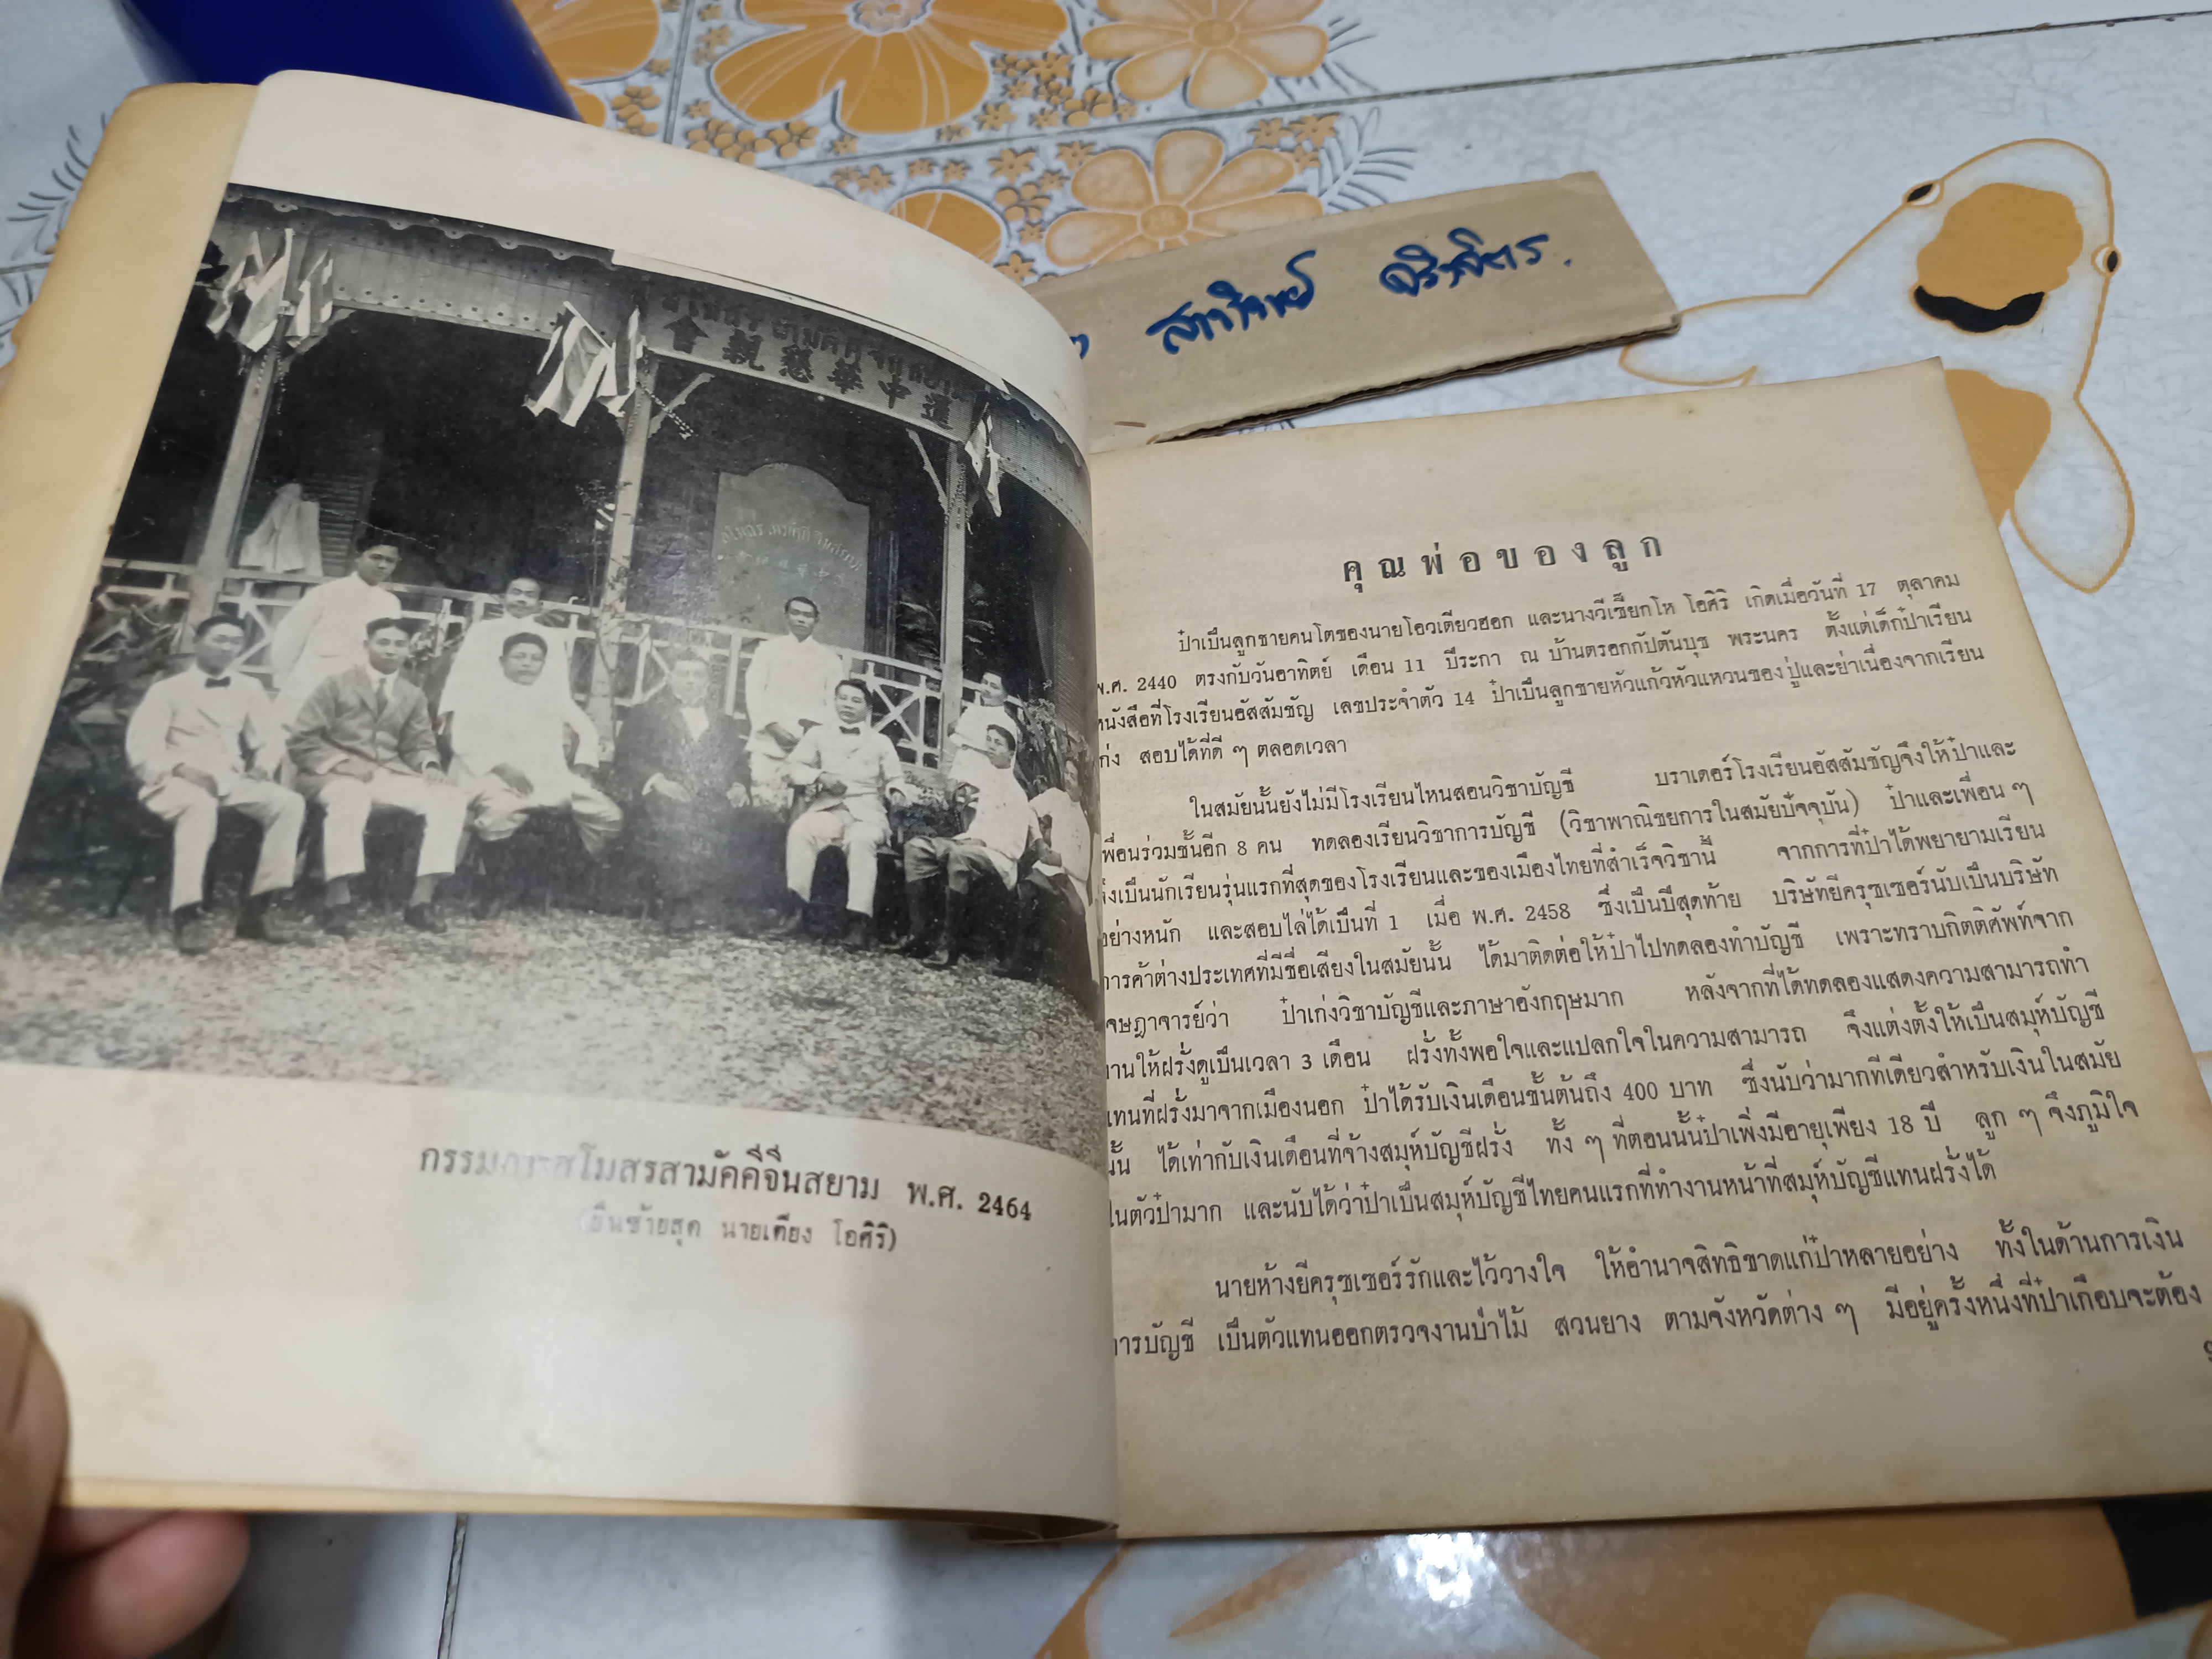 สโมสร สามัคคี จีนสยาม
會親懇華中暹
กรรมการสโมสรสามัคคีจีนสยาม พ.ศ. 2464
(ยืนซ้ายสุด นายเคียง โอศิริ)
คุณพ่อของลูก
ป๋าเป็นลูกชายคนโตของนายโอวเตียวฮอก และนางวีเซ็ยกโห โอศิริ เกิดเมื่อวันที่ 17 ตุลาคม
พ.ศ. 2440 ตรงกับวันอาทิตย์ เดือน 11 ปีระกา ณ บ้านตรอกกัปตันบุช พระนคร ตั้งแต่เด็กป๋าเรียน
หนังสือที่โรงเรียนอัสสัมชัญ เลขประจำตัว 14 ป๋าเป็นลูกชายหัวแก้วหัวแหวนของปู่และย่าเนื่องจากเรียน
เก่ง สอบได้ที่ดี ๆ ตลอดเวลา
ในสมัยนั้นยังไม่มีโรงเรียนไหนสอนวิชาบัญชี บราเดอร์โรงเรียนอัสสัมชัญจึงให้ป๋าและ
เพื่อนร่วมชั้นอีก 8 คน ทดลองเรียนวิชาการบัญชี (วิชาพาณิชยการในสมัยปัจจุบัน) ป๋าและเพื่อน ๆ
จึงเป็นนักเรียนรุ่นแรกที่สุดของโรงเรียนและของเมืองไทยที่สำเร็จวิชานี้ จากการที่ป๋าได้พยายามเรียน
อย่างหนัก และสอบไล่ได้เป็นที่ 1 เมื่อ พ.ศ. 2458 ซึ่งเป็นปีสุดท้าย บริษัทยีครุซเซอร์นับเป็นบริษัท
การค้าต่างประเทศที่มีชื่อเสียงในสมัยนั้น ได้มาติดต่อให้ป๋าไปทดลองทำบัญชี เพราะทราบกิตติศัพท์จาก
เจษฎาจารย์ว่า ป๋าเก่งวิชาบัญชีและภาษาอังกฤษมาก หลังจากที่ได้ทดลองแสดงความสามารถทำ
งานให้ฝรั่งดูเป็นเวลา 3 เดือน ฝรั่งทั้งพอใจและแปลกใจในความสามารถ จึงแต่งตั้งให้เป็นสมุห์บัญชี
แทนที่ฝรั่งมาจากเมืองนอก ป๋าได้รับเงินเดือนขั้นต้นถึง 400 บาท ซึ่งนับว่ามากทีเดียวสำหรับเงินในสมัย
นั้น ได้เท่ากับเงินเดือนที่จ้างสมุห์บัญชีฝรั่ง ทั้ง ๆ ที่ตอนนั้นป๋าเพิ่งมีอายุเพียง 18 ปี ลูก ๆ จึงภูมิใจ
ในตัวป๋ามาก และนับได้ว่าป๋าเป็นสมุห์บัญชีไทยคนแรกที่ทำงานหน้าที่สมุห์บัญชีแทนฝรั่งได้
นายห้างยีครุซเซอร์รักและไว้วางใจ ให้อำนาจสิทธิขาดแก่ป๋าหลายอย่าง ทั้งในด้านการเงิน
การบัญชี เป็นตัวแทนออกตรวจงานป่าไม้ สวนยาง ตามจังหวัดต่าง ๆ มีอยู่ครั้งหนึ่งที่ป๋าเกือบจะต้อง